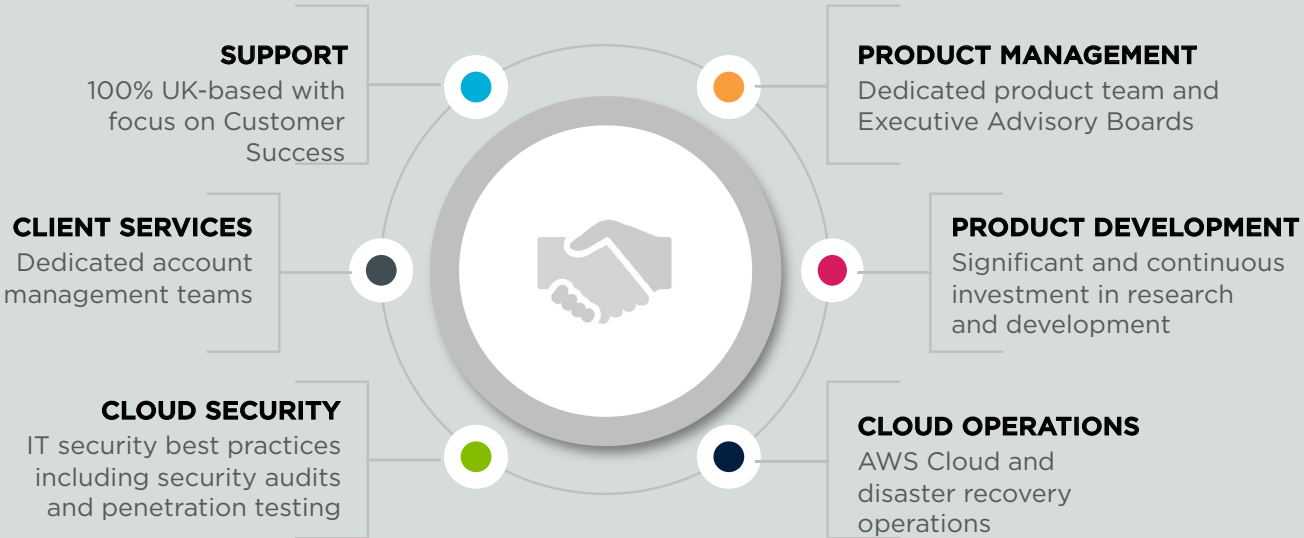 SUPPORT
100% UK-based with
focus on Customer
Success
PRODUCT MANAGEMENT
Dedicated product team and
Executive Advisory Boards
CLIENT SERVICES
Dedicated account
management teams
PRODUCT DEVELOPMENT
Significant and continuous
investment in research
and development
CLOUD SECURITY
IT security best practices
including security audits
and penetration testing
CLOUD OPERATIONS
AWS Cloud and
disaster recovery
operations